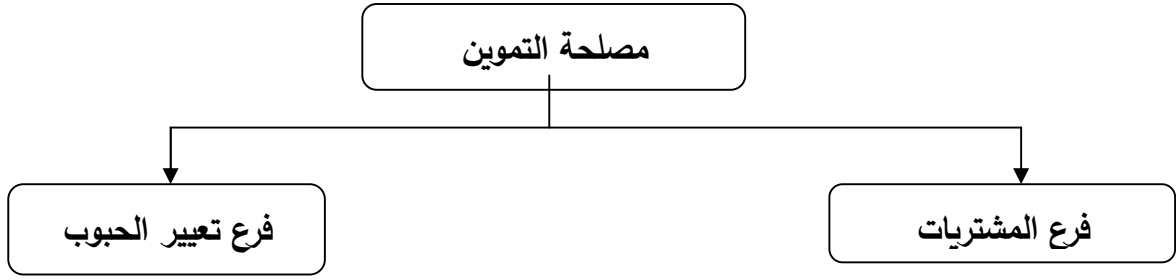 مصلحة التموين
فرع المشتريات
فرع تعيير الحبوب